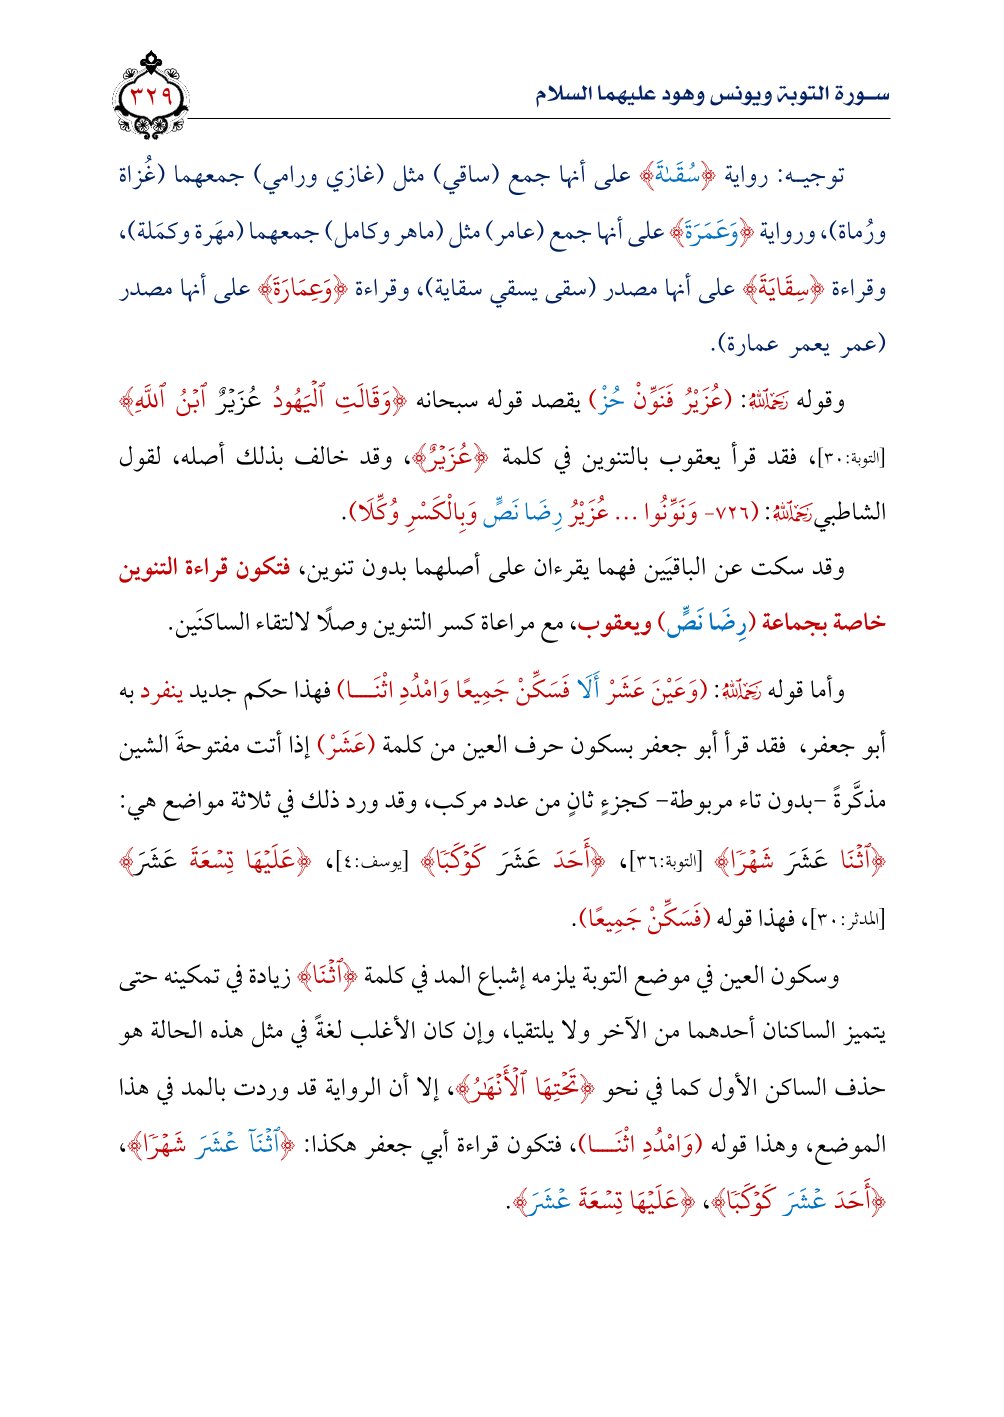 سـورة التوبة ويونس وهود عليهما السلام
٣٢٩
توجيـه: رواية ﴿سُقَىٰةَ﴾ على أنها جمع (ساقي) مثل (غازي ورامي) جمعهما (غُزاة
ورُماة)، ورواية ﴿وَعَمَرَةَ﴾ على أنها جمع (عامر) مثل (ماهر وكامل) جمعهما (مهَرة وكمَلة)،
وقراءة ﴿سِقَايَةَ﴾ على أنها مصدر (سقى يسقي سقاية)، وقراءة ﴿وَعِمَارَةَ﴾ على أنها مصدر
(عمر يعمر عمارة).
وقوله رحمه الله: (عُزَيْرُ فَنَوِّنْ حُزْ) يقصد قوله سبحانه ﴿وَقَالَتِ ٱلْيَهُودُ عُزَيْرٌ ٱبْنُ ٱللَّهِ﴾
[التوبة:٣٠]، فقد قرأ يعقوب بالتنوين في كلمة ﴿عُزَيْرٌ﴾، وقد خالف بذلك أصله، لقول
الشاطبي رحمه الله: (٧٢٦- وَنَوِّنُوا ... عُزَيْرُ رِضَا نَصٍّ وَبِالْكَسْرِ وُكِّلَا).
وقد سكت عن الباقيَين فهما يقرءان على أصلهما بدون تنوين، فتكون قراءة التنوين
خاصة بجماعة (رِضَا نَصٍّ) ويعقوب، مع مراعاة كسر التنوين وصلًا لالتقاء الساكنَين.
وأما قوله رحمه الله: (وَعَيْنَ عَشَرْ أَلَا فَسَكِّنْ جَمِيعًا وَامْدُدِ اثْنَـــا) فهذا حكم جديد ينفرد به
أبو جعفر، فقد قرأ أبو جعفر بسكون حرف العين من كلمة (عَشَرْ) إذا أتت مفتوحةَ الشين
مذكَّرةً –بدون تاء مربوطة– كجزءٍ ثانٍ من عدد مركب، وقد ورد ذلك في ثلاثة مواضع هي:
﴿ٱثْنَا عَشَرَ شَهْرًا﴾ [التوبة:٣٦]، ﴿أَحَدَ عَشَرَ كَوْكَبًا﴾ [يوسف:٤]، ﴿عَلَيْهَا تِسْعَةَ عَشَرَ﴾
[المدثر:٣٠]، فهذا قوله (فَسَكِّنْ جَمِيعًا).
وسكون العين في موضع التوبة يلزمه إشباع المد في كلمة ﴿ٱثْنَا﴾ زيادة في تمكينه حتى
يتميز الساكنان أحدهما من الآخر ولا يلتقيا، وإن كان الأغلب لغةً في مثل هذه الحالة هو
حذف الساكن الأول كما في نحو ﴿تَحْتِهَا ٱلْأَنْهَٰرُ﴾، إلا أن الرواية قد وردت بالمد في هذا
الموضع، وهذا قوله (وَامْدُدِ اثْنَـــا)، فتكون قراءة أبي جعفر هكذا: ﴿ٱثْنَآ عْشَرَ شَهْرًا﴾،
﴿أَحَدَ عْشَرَ كَوْكَبًا﴾، ﴿عَلَيْهَا تِسْعَةَ عْشَرَ﴾.